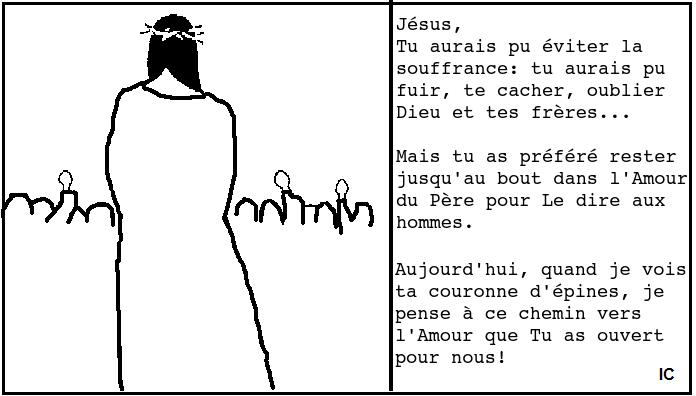 Jésus,
Tu aurais pu éviter la
souffrance: tu aurais pu
fuir, te cacher, oublier
Dieu et tes frères...
Mais tu as préféré rester
jusqu'au bout dans l'Amour
du Père pour Le dire aux
hommes.
Aujourd'hui, quand je vois
ta couronne d'épines, je
pense à ce chemin vers
l'Amour que Tu as ouvert
pour nous!
IC